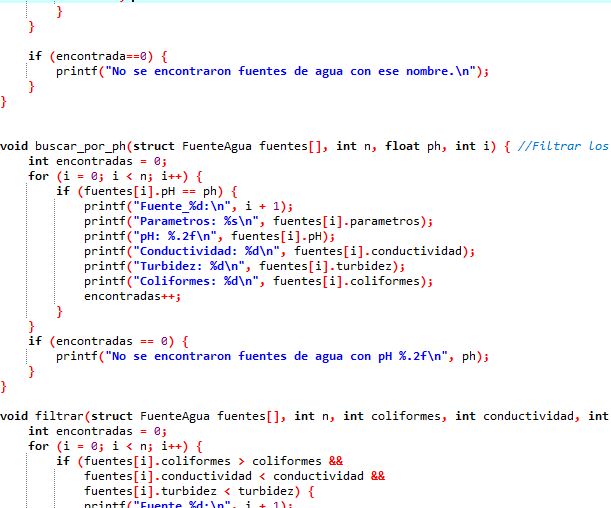 }
}
if (encontrada==0) {
printf("No se encontraron fuentes de agua con ese nombre.\n");
}
}
void buscar_por_ph(struct FuenteAgua fuentes[], int n, float ph, int i) { //Filtrar los
int encontradas = 0;
for (i = 0; i < n; i++) {
if (fuentes[i].pH == ph) {
printf("Fuente_%d:\n", i + 1);
printf("Parametros: %s\n", fuentes[i].parametros);
printf("pH: %.2f\n", fuentes[i].pH);
printf("Conductividad: %d\n", fuentes[i].conductividad);
printf("Turbidez: %d\n", fuentes[i].turbidez);
printf("Coliformes: %d\n", fuentes[i].coliformes);
encontradas++;
}
}
if (encontradas == 0) {
printf("No se encontraron fuentes de agua con pH %.2f\n", ph);
}
}
void filtrar(struct FuenteAgua fuentes[], int n, int coliformes, int conductividad, int
int encontradas = 0;
for (i = 0; i < n; i++) {
if (fuentes[i].coliformes > coliformes &&
fuentes[i].conductividad < conductividad &&
fuentes[i].turbidez < turbidez) {
printf("Fuente_%d:\n", i + 1);